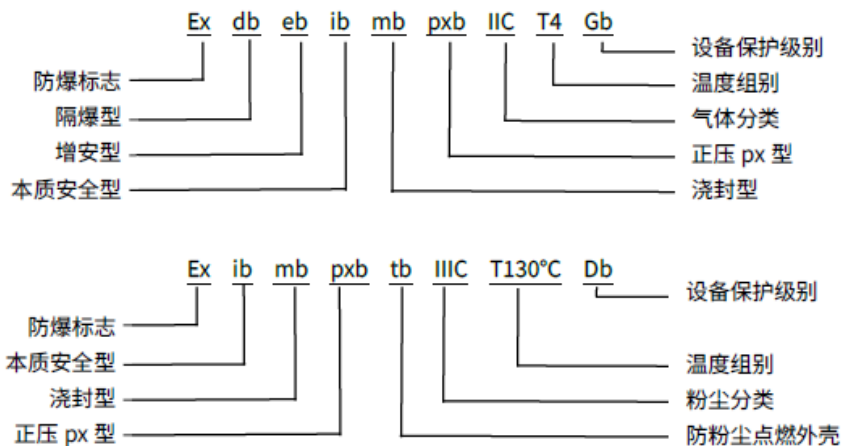 Ex db eb ib mb pxb IIC T4 Gb
设备保护级别
防爆标志
温度组别
隔爆型
气体分类
增安型
正压 px 型
本质安全型
浇封型
Ex ib mb pxb tb IIIC T130℃ Db
设备保护级别
防爆标志
本质安全型
温度组别
浇封型
粉尘分类
正压 px 型
防粉尘点燃外壳